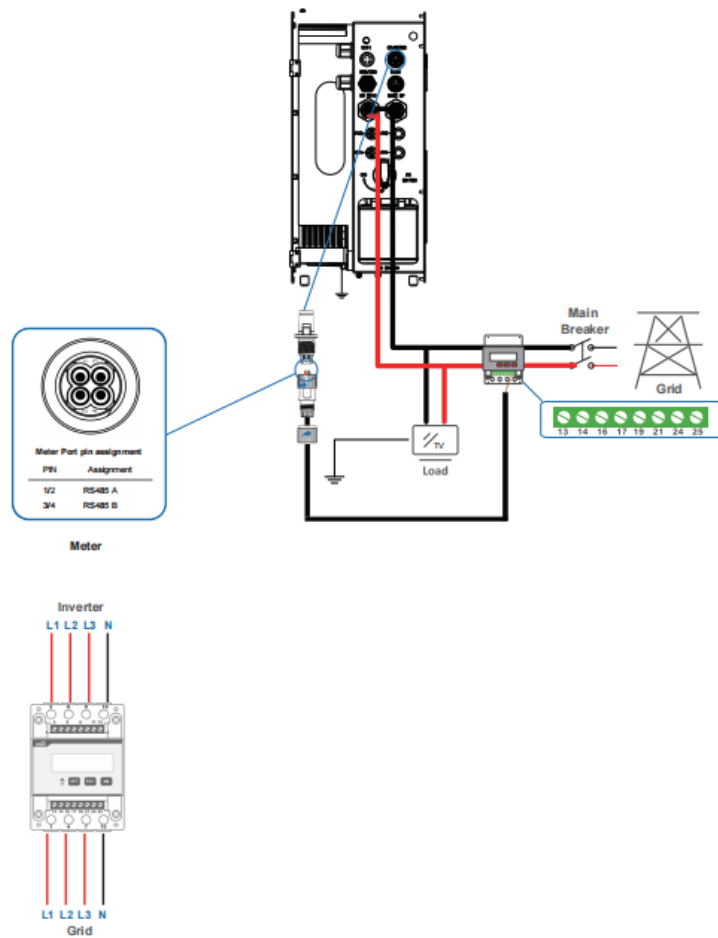 Main
Breaker
Grid
13 14 16 17 19 21 24 25
TV
Load
Meter Port pin assignment
PIN Assignment
1/2 RS485 A
3/4 RS485 B
Meter
Inverter
L1 L2 L3 N
L1 L2 L3 N
Grid